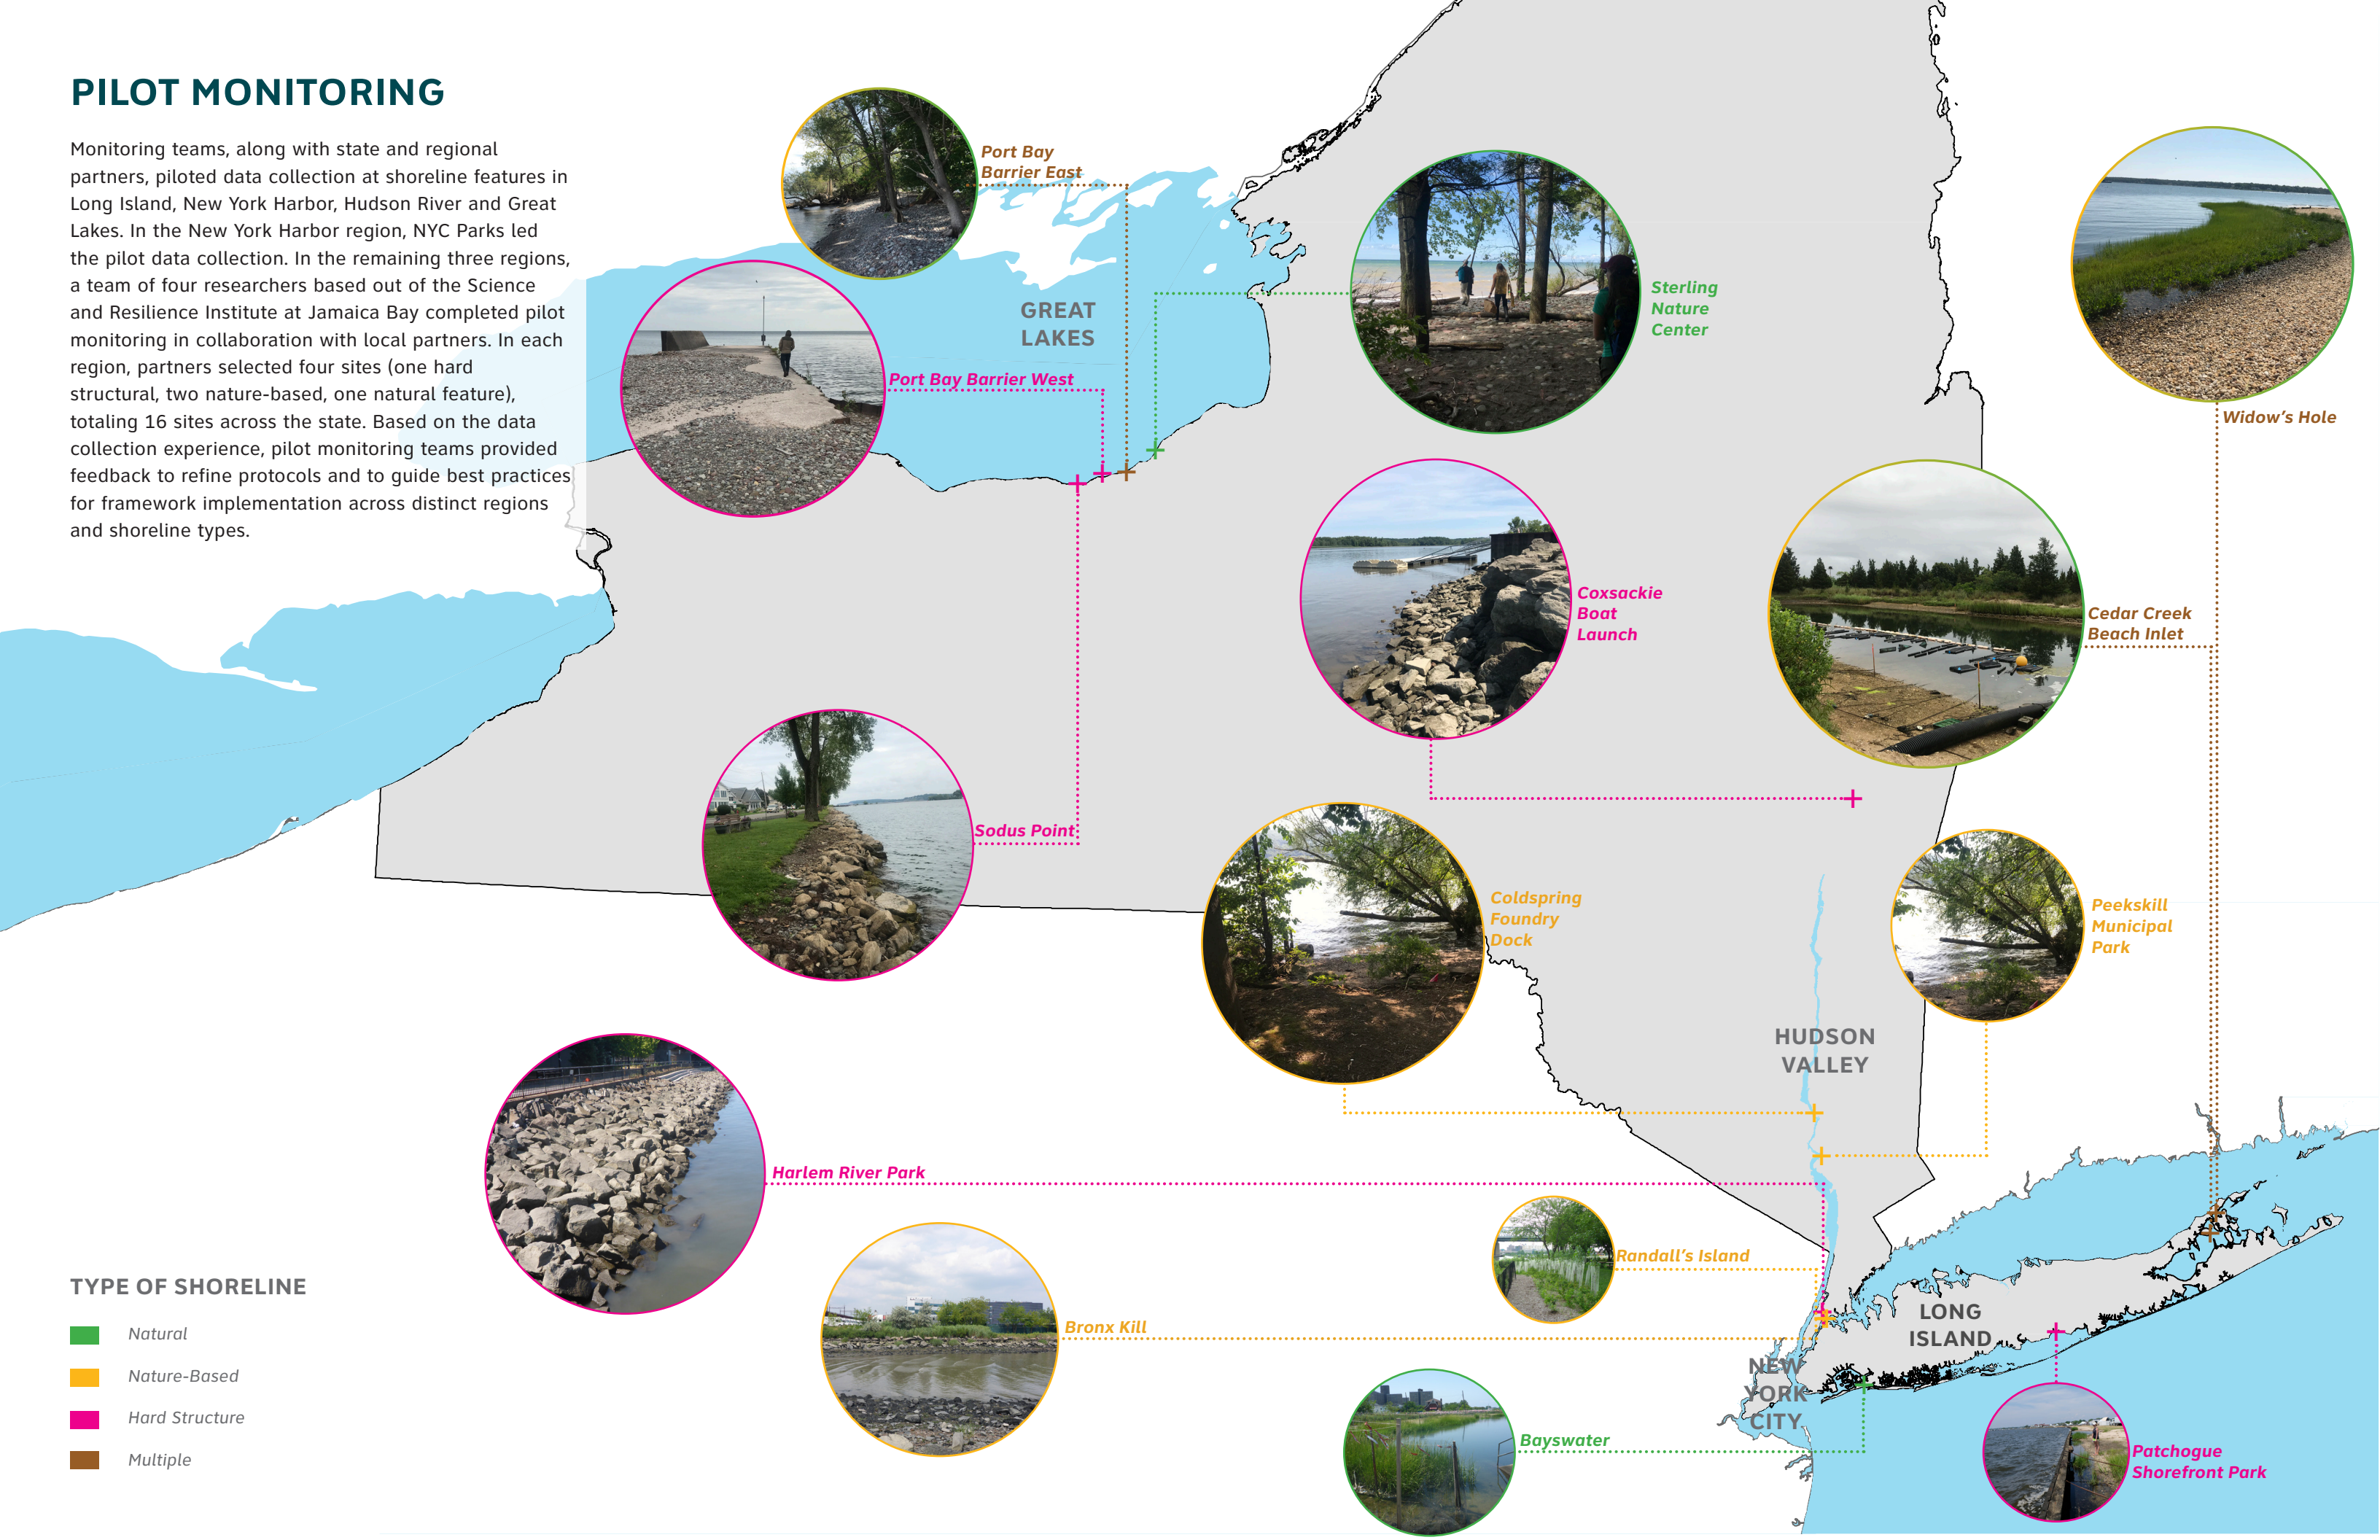 PILOT MONITORING
Monitoring teams, along with state and regional
partners, piloted data collection at shoreline features in
Long Island, New York Harbor, Hudson River and Great
Lakes. In the New York Harbor region, NYC Parks led
the pilot data collection. In the remaining three regions,
a team of four researchers based out of the Science
and Resilience Institute at Jamaica Bay completed pilot
monitoring in collaboration with local partners. In each
region, partners selected four sites (one hard
structural, two nature-based, one natural feature),
totaling 16 sites across the state. Based on the data
collection experience, pilot monitoring teams provided
feedback to refine protocols and to guide best practices
for framework implementation across distinct regions
and shoreline types.
Port Bay
Barrier East
GREAT
LAKES
Port Bay Barrier West
Sterling
Nature
Center
Widow's Hole
Coxsackie
Boat
Launch
Cedar Creek
Beach Inlet
Sodus Point
Coldspring
Foundry
Dock
Peekskill
Municipal
Park
HUDSON
VALLEY
Harlem River Park
Randall's Island
Bronx Kill
LONG
ISLAND
NEW
YORK
CITY
Bayswater
Patchogue
Shorefront Park
TYPE OF SHORELINE
Natural
Nature-Based
Hard Structure
Multiple